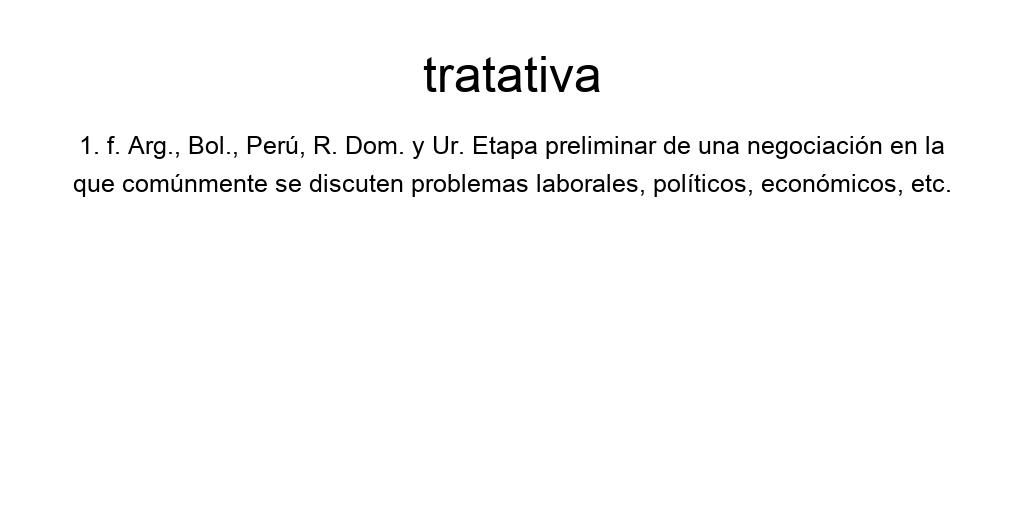 tratativa
1. f. Arg., Bol., Perú, R. Dom. y Ur. Etapa preliminar de una negociación en la
que comúnmente se discuten problemas laborales, políticos, económicos, etc.